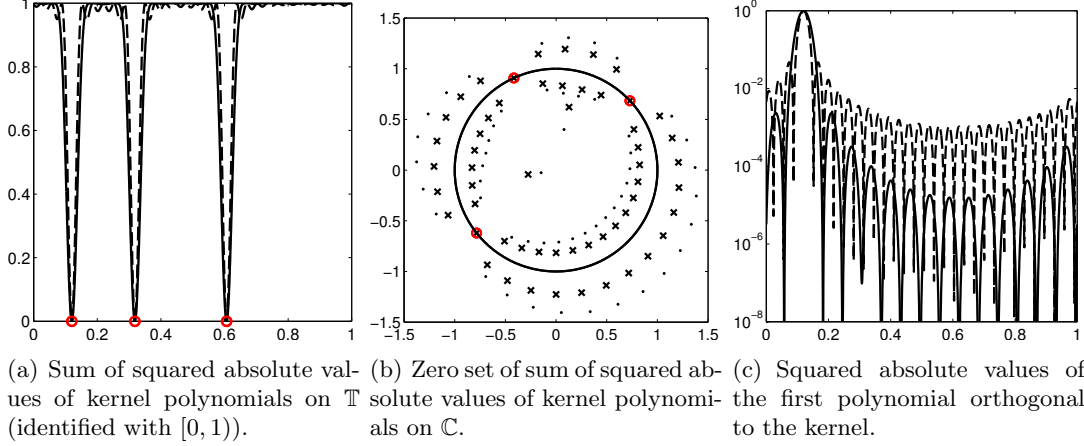 1
0.8
0.6
0.4
0.2
0
0 0.2 0.4 0.6 0.8 1
1.5
1
0.5
0
−0.5
−1
−1.5
−1.5 −1 −0.5 0 0.5 1 1.5
10^0
10^−2
10^−4
10^−6
10^−8
0 0.2 0.4 0.6 0.8 1
(a) Sum of squared absolute val-
ues of kernel polynomials on 𝕋
(identified with [0, 1)).
(b) Zero set of sum of squared ab-
solute values of kernel polynomi-
als on ℂ.
(c) Squared absolute values of
the first polynomial orthogonal
to the kernel.